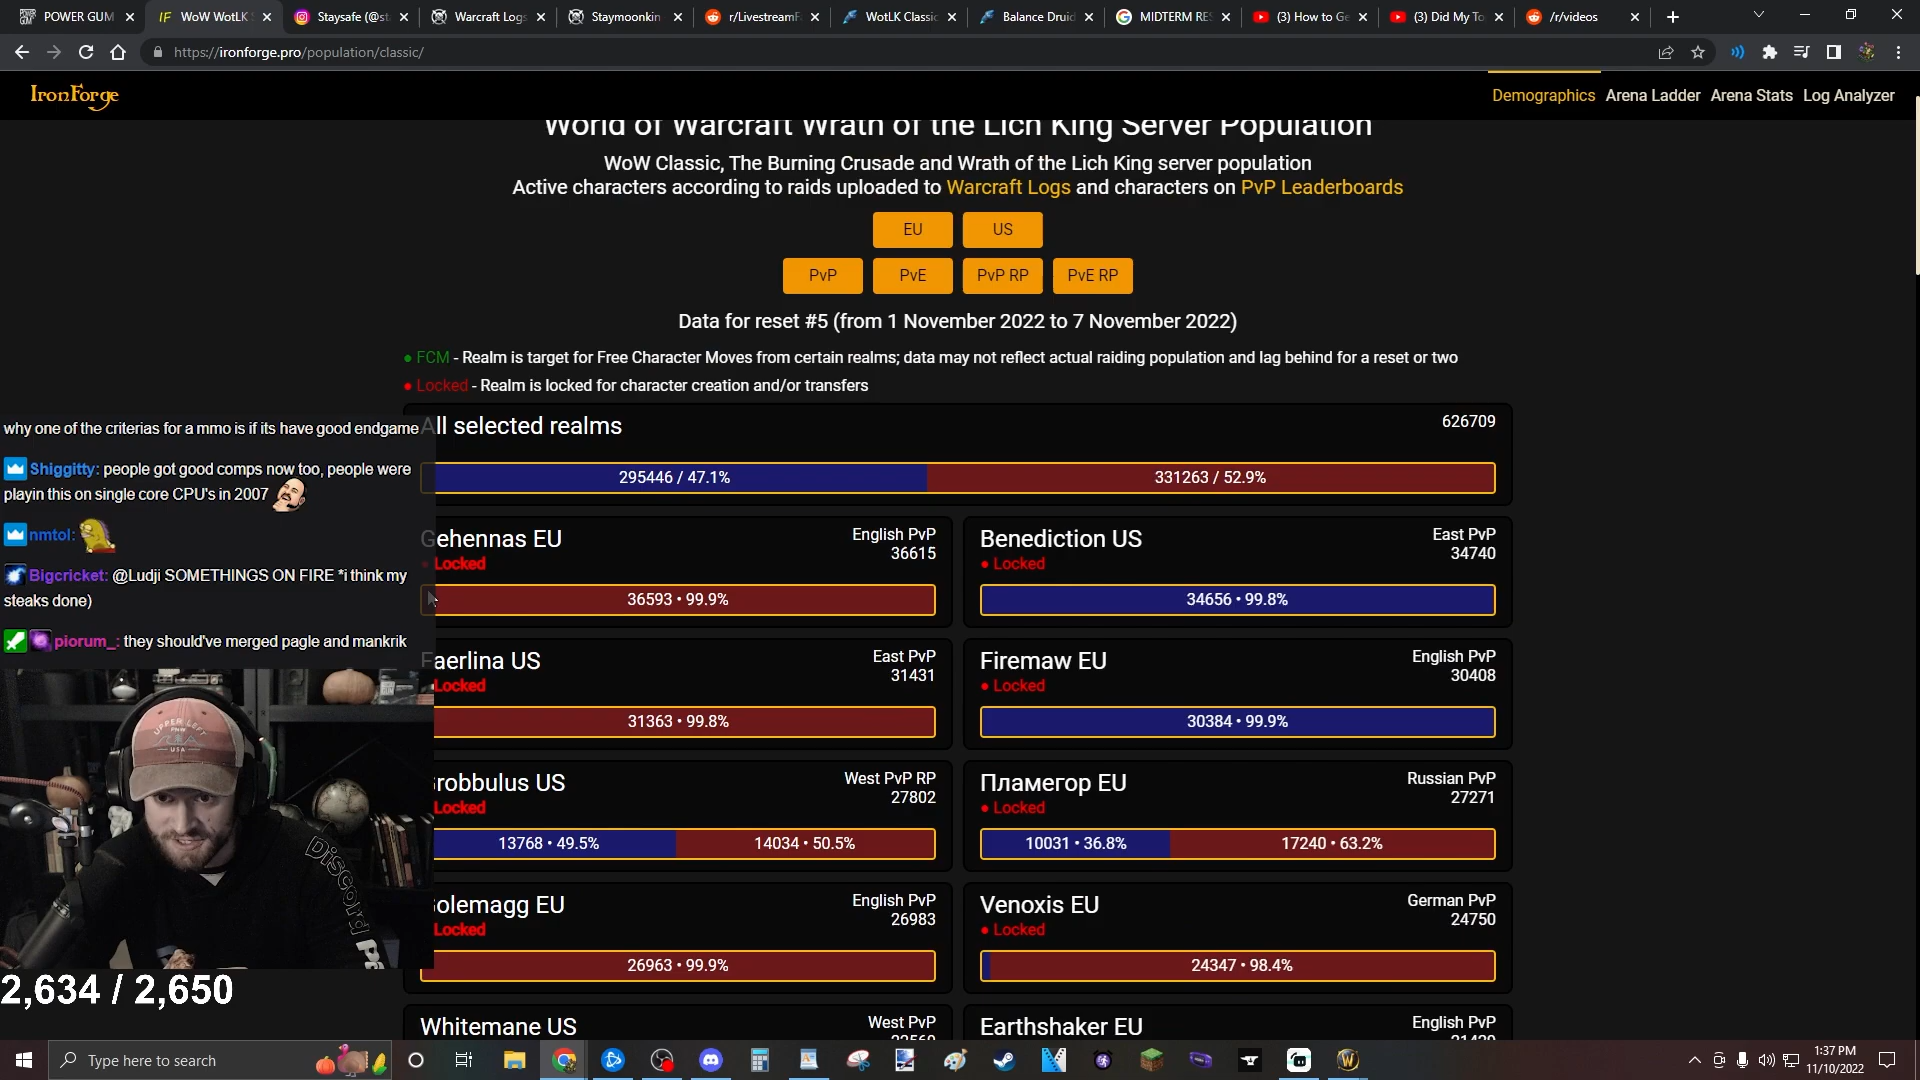 POWER GUM
WoW WotLK
Staysafe (@st
Warcraft Logs
Staymoonkin
r/LivestreamF
WotLK Classic
Balance Druid
MIDTERM RES
(3) How to Ge
(3) Did My To
/r/videos
https://ironforge.pro/population/classic/
IronForge
Demographics
Arena Ladder
Arena Stats
Log Analyzer
World of Warcraft Wrath of the Lich King Server Population
WoW Classic, The Burning Crusade and Wrath of the Lich King server population
Active characters according to raids uploaded to Warcraft Logs and characters on PvP Leaderboards
EU
US
PvP
PvE
PvP RP
PvE RP
Data for reset #5 (from 1 November 2022 to 7 November 2022)
• FCM - Realm is target for Free Character Moves from certain realms; data may not reflect actual raiding population and lag behind for a reset or two
• Locked - Realm is locked for character creation and/or transfers
All selected realms
626709
295446 / 47.1%
331263 / 52.9%
Gehennas EU
English PvP
36615
Locked
36593 • 99.9%
Benediction US
East PvP
34740
• Locked
34656 • 99.8%
Faerlina US
East PvP
31431
Locked
31363 • 99.8%
Firemaw EU
English PvP
30408
• Locked
30384 • 99.9%
Grobbulus US
West PvP RP
27802
Locked
13768 • 49.5%
14034 • 50.5%
Пламегор EU
Russian PvP
27271
• Locked
10031 • 36.8%
17240 • 63.2%
Golemagg EU
English PvP
26983
Locked
26963 • 99.9%
Venoxis EU
German PvP
24750
• Locked
24347 • 98.4%
Whitemane US
West PvP
Earthshaker EU
English PvP
why one of the criterias for a mmo is if its have good endgame
Shiggitty: people got good comps now too, people were
playin this on single core CPU's in 2007
nmtol:
Bigcricket: @Ludji SOMETHINGS ON FIRE *i think my
steaks done)
piorum_: they should've merged pagle and mankrik
UPPER LEFT
USA
Discord
2,634 / 2,650
Type here to search
1:37 PM
11/10/2022